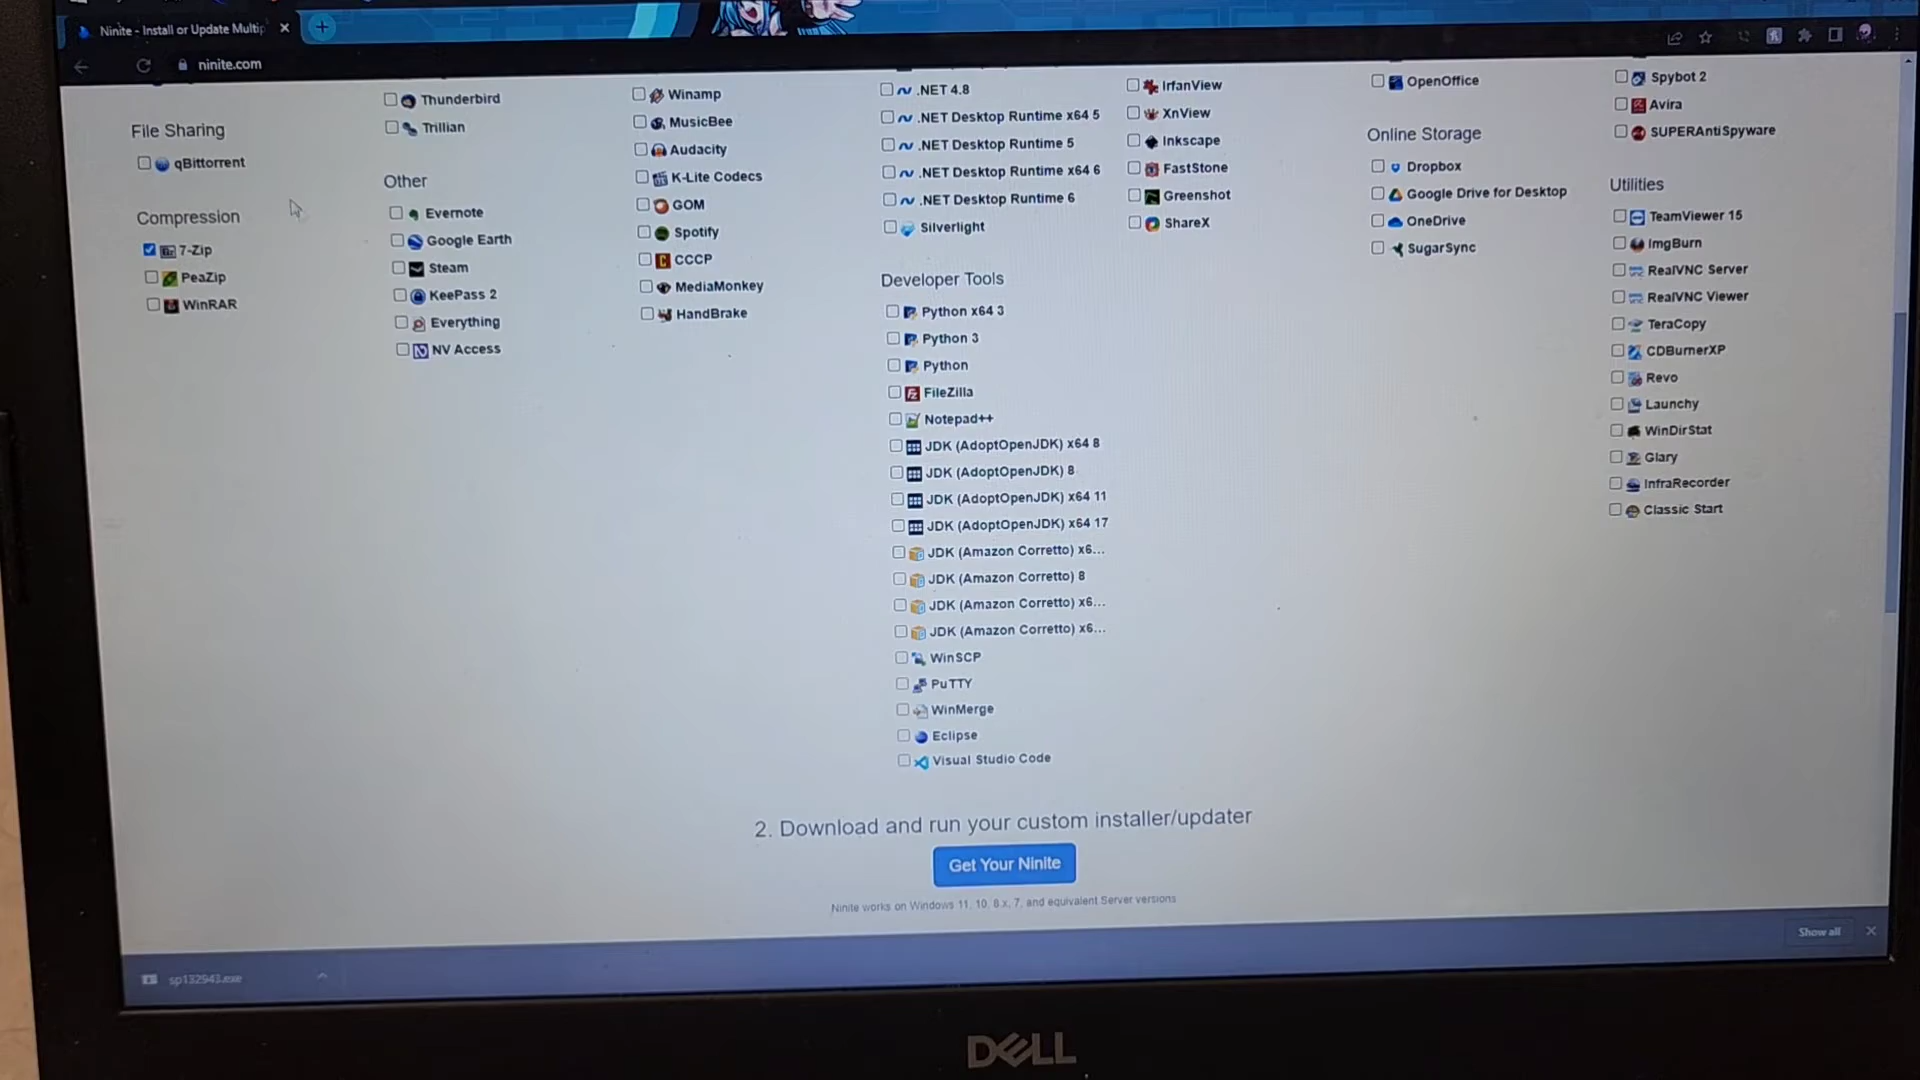 Ninite - Install or Update Multip
ninite.com
File Sharing
qBittorrent
Compression
7-Zip
PeaZip
WinRAR
Thunderbird
Trillian
Other
Evernote
Google Earth
Steam
KeePass 2
Everything
NV Access
Winamp
MusicBee
Audacity
K-Lite Codecs
GOM
Spotify
CCCP
MediaMonkey
HandBrake
.NET 4.8
.NET Desktop Runtime x64 5
.NET Desktop Runtime 5
.NET Desktop Runtime x64 6
.NET Desktop Runtime 6
Silverlight
Developer Tools
Python x64 3
Python 3
Python
FileZilla
Notepad++
JDK (AdoptOpenJDK) x64 8
JDK (AdoptOpenJDK) 8
JDK (AdoptOpenJDK) x64 11
JDK (AdoptOpenJDK) x64 17
JDK (Amazon Corretto) x6...
JDK (Amazon Corretto) 8
JDK (Amazon Corretto) x6...
JDK (Amazon Corretto) x6...
WinSCP
PuTTY
WinMerge
Eclipse
Visual Studio Code
IrfanView
XnView
Inkscape
FastStone
Greenshot
ShareX
OpenOffice
Online Storage
Dropbox
Google Drive for Desktop
OneDrive
SugarSync
Spybot 2
Avira
SUPERAntiSpyware
Utilities
TeamViewer 15
ImgBurn
RealVNC Server
RealVNC Viewer
TeraCopy
CDBurnerXP
Revo
Launchy
WinDirStat
Glary
InfraRecorder
Classic Start
2. Download and run your custom installer/updater
Get Your Ninite
Ninite works on Windows 11, 10, 8.x, 7, and equivalent Server versions
Show all
sp132943.exe
DELL